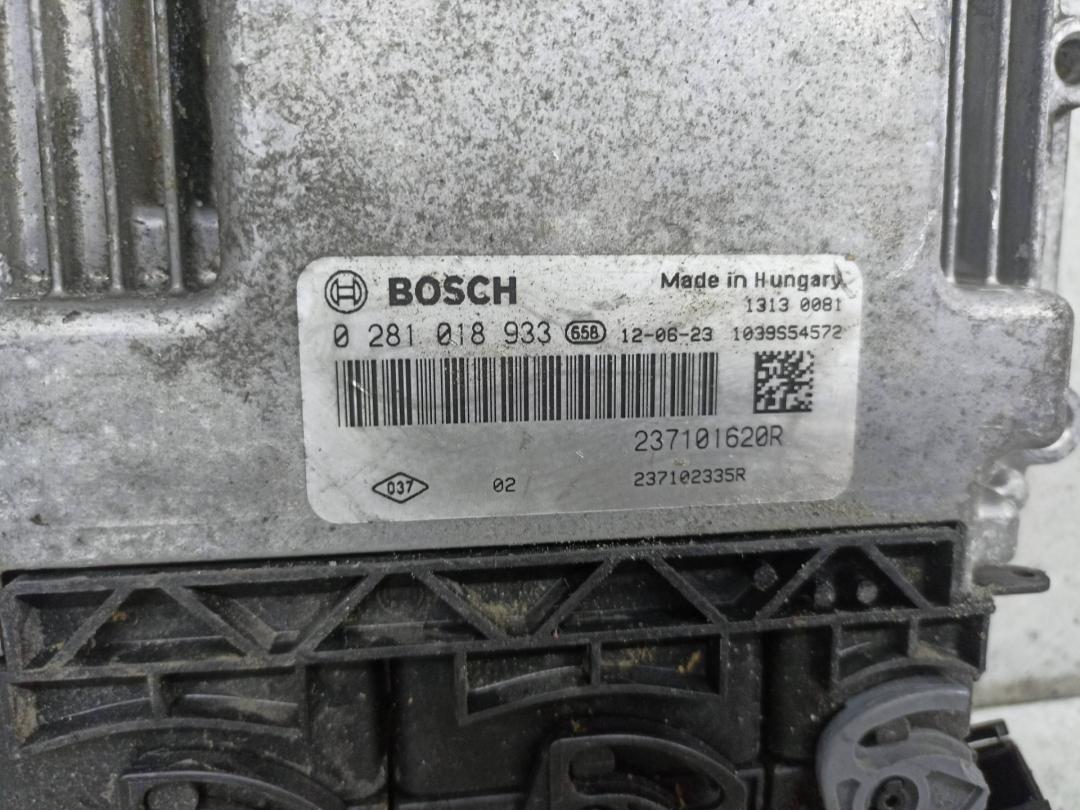 BOSCH
Made in Hungary
1313 0081
0 281 018 933 658 12-06-23 1039S54572
237101620R
037 02 237102335R